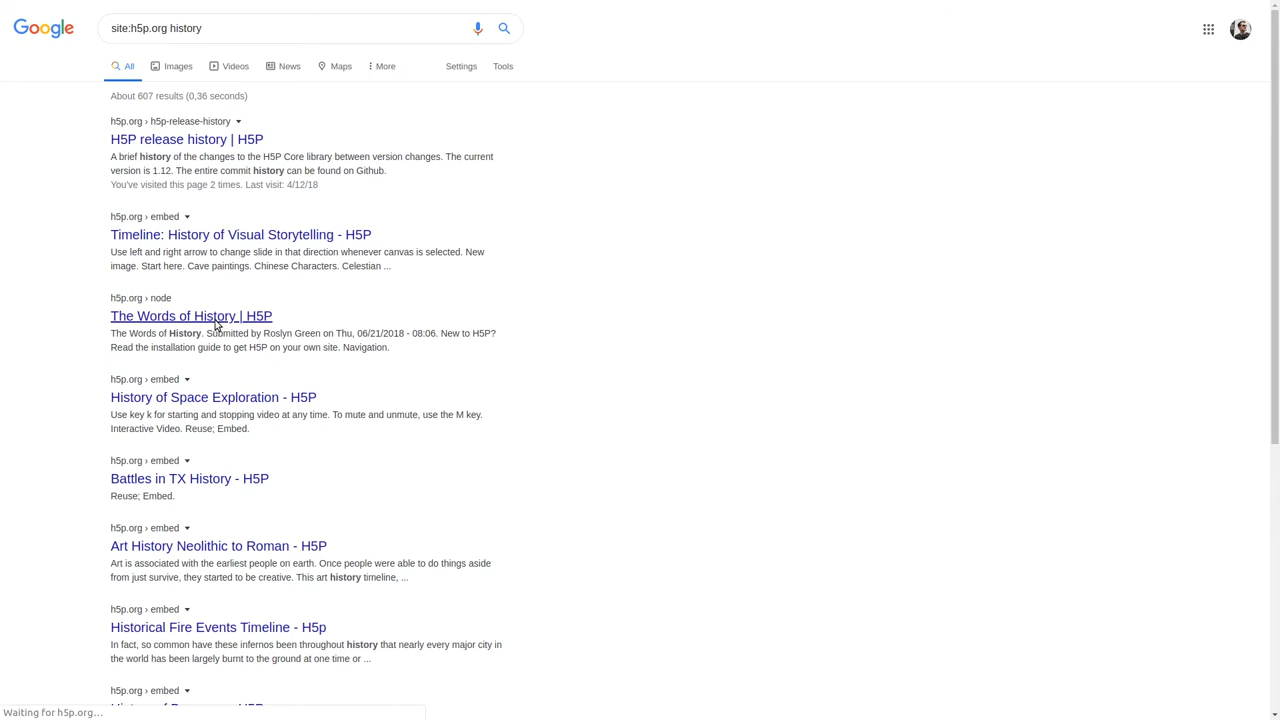 Google
site:h5p.org history
All Images Videos News Maps More Settings Tools
About 607 results (0,36 seconds)
h5p.org › h5p-release-history
H5P release history | H5P
A brief history of the changes to the H5P Core library between version changes. The current
version is 1.12. The entire commit history can be found on Github.
You've visited this page 2 times. Last visit: 4/12/18
h5p.org › embed
Timeline: History of Visual Storytelling - H5P
Use left and right arrow to change slide in that direction whenever canvas is selected. New
image. Start here. Cave paintings. Chinese Characters. Celestian ...
h5p.org › node
The Words of History | H5P
The Words of History. Submitted by Roslyn Green on Thu, 06/21/2018 - 08:06. New to H5P?
Read the installation guide to get H5P on your own site. Navigation.
h5p.org › embed
History of Space Exploration - H5P
Use key k for starting and stopping video at any time. To mute and unmute, use the M key.
Interactive Video. Reuse; Embed.
h5p.org › embed
Battles in TX History - H5P
Reuse; Embed.
h5p.org › embed
Art History Neolithic to Roman - H5P
Art is associated with the earliest people on earth. Once people were able to do things aside
from just survive, they started to be creative. This art history timeline, ...
h5p.org › embed
Historical Fire Events Timeline - H5p
In fact, so common have these infernos been throughout history that nearly every major city in
the world has been largely burnt to the ground at one time or ...
h5p.org › embed
Waiting for h5p.org…